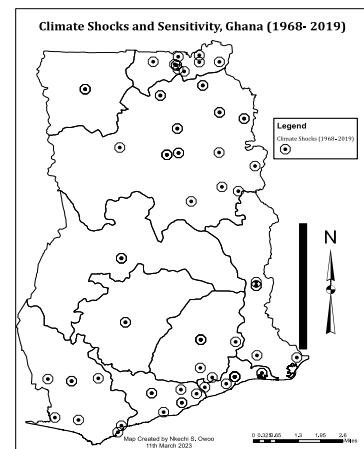 Climate Shocks and Sensitivity, Ghana (1968- 2019)
Legend
Climate Shocks (1968-2019)
N
Map Created by Nkechi S. Owoo
11th March 2023
0 0.325 0.65 1.3 1.95 2.6
Miles